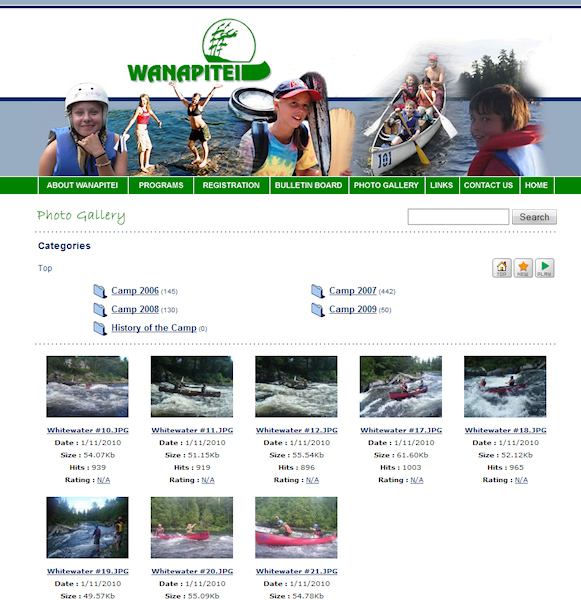 WANAPITEI
101
ABOUT WANAPITEI PROGRAMS REGISTRATION BULLETIN BOARD PHOTO GALLERY LINKS CONTACT US HOME
Photo Gallery Search
Categories
Top TOP NEW PLAY
Camp 2006 (145) Camp 2007 (442)
Camp 2008 (130) Camp 2009 (50)
History of the Camp (0)
Whitewater #10.JPG Whitewater #11.JPG Whitewater #12.JPG Whitewater #17.JPG Whitewater #18.JPG
Date : 1/11/2010 Date : 1/11/2010 Date : 1/11/2010 Date : 1/11/2010 Date : 1/11/2010
Size : 54.07Kb Size : 51.15Kb Size : 55.54Kb Size : 61.60Kb Size : 52.12Kb
Hits : 939 Hits : 919 Hits : 896 Hits : 1003 Hits : 965
Rating : N/A Rating : N/A Rating : N/A Rating : N/A Rating : N/A
Whitewater #19.JPG Whitewater #20.JPG Whitewater #21.JPG
Date : 1/11/2010 Date : 1/11/2010 Date : 1/11/2010
Size : 49.57Kb Size : 55.09Kb Size : 54.78Kb